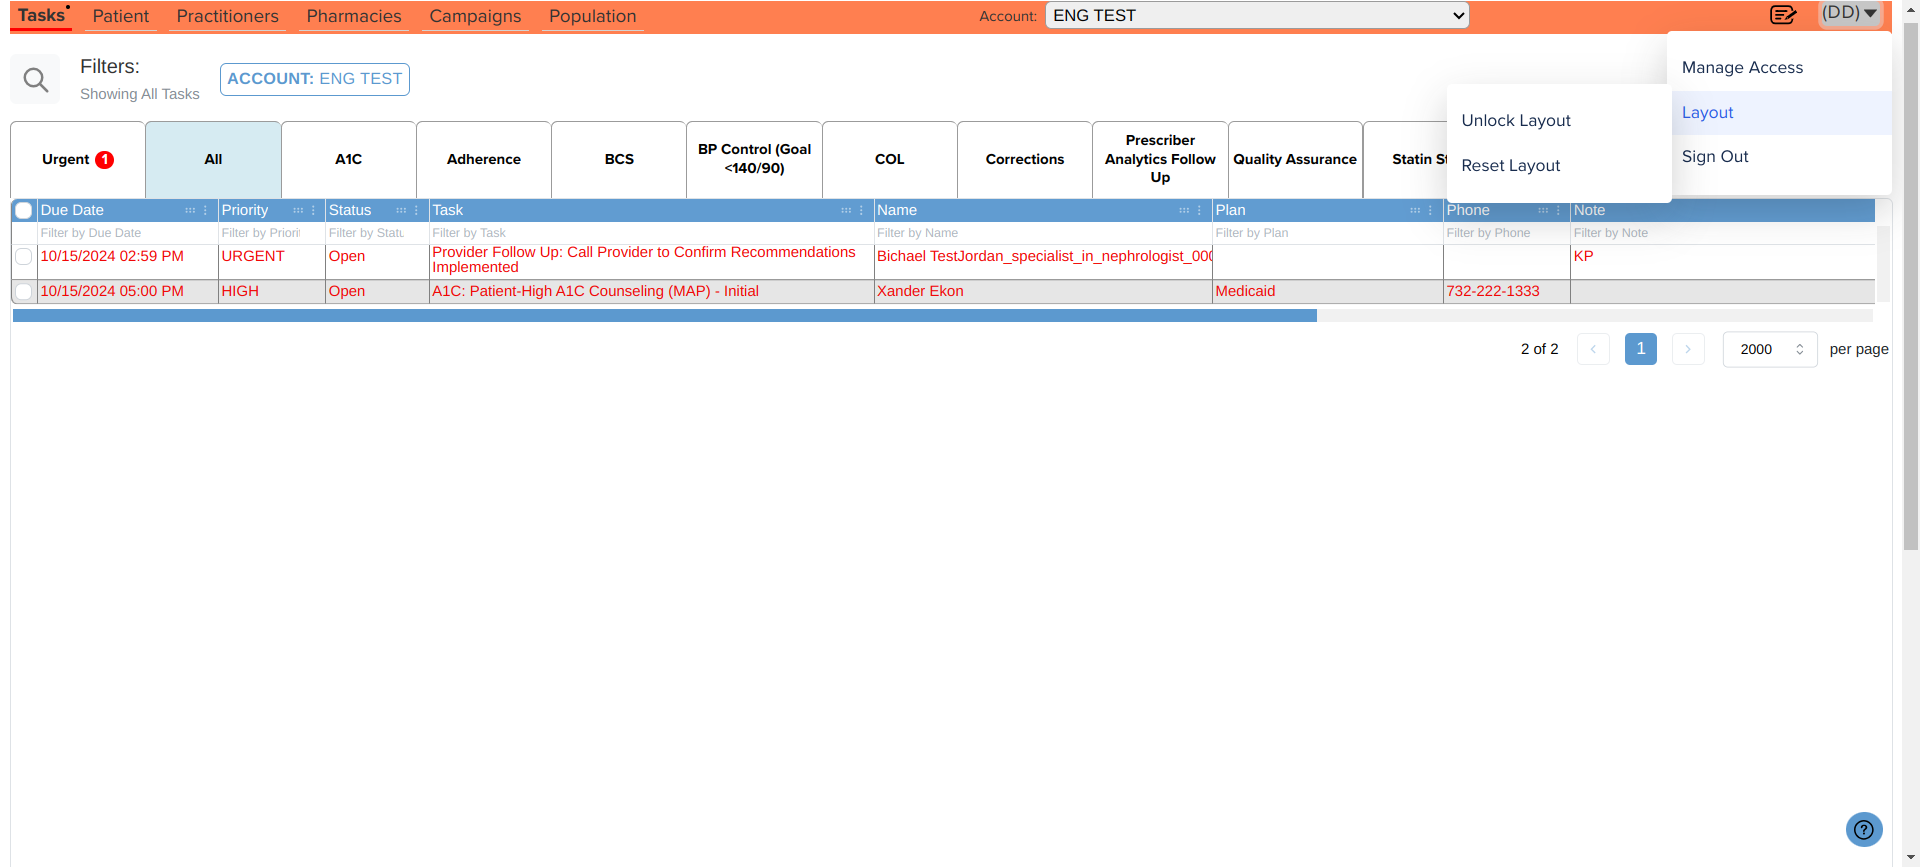 Tasks Patient Practitioners Pharmacies Campaigns Population Account: ENG TEST (DD)
Filters:
Showing All Tasks
ACCOUNT: ENG TEST
Manage Access
Layout
Sign Out
Unlock Layout
Reset Layout
Urgent 1
All
A1C
Adherence
BCS
BP Control (Goal
<140/90)
COL
Corrections
Prescriber
Analytics Follow
Up
Quality Assurance
Statin
Due Date Priority Status Task Name Plan Phone Note
Filter by Due Date Filter by Priori Filter by Statu Filter by Task Filter by Name Filter by Plan Filter by Phone Filter by Note
10/15/2024 02:59 PM URGENT Open Provider Follow Up: Call Provider to Confirm Recommendations
Implemented
Bichael TestJordan_specialist_in_nephrologist_000 KP
10/15/2024 05:00 PM HIGH Open A1C: Patient-High A1C Counseling (MAP) - Initial Xander Ekon Medicaid 732-222-1333
2 of 2 1 2000 per page